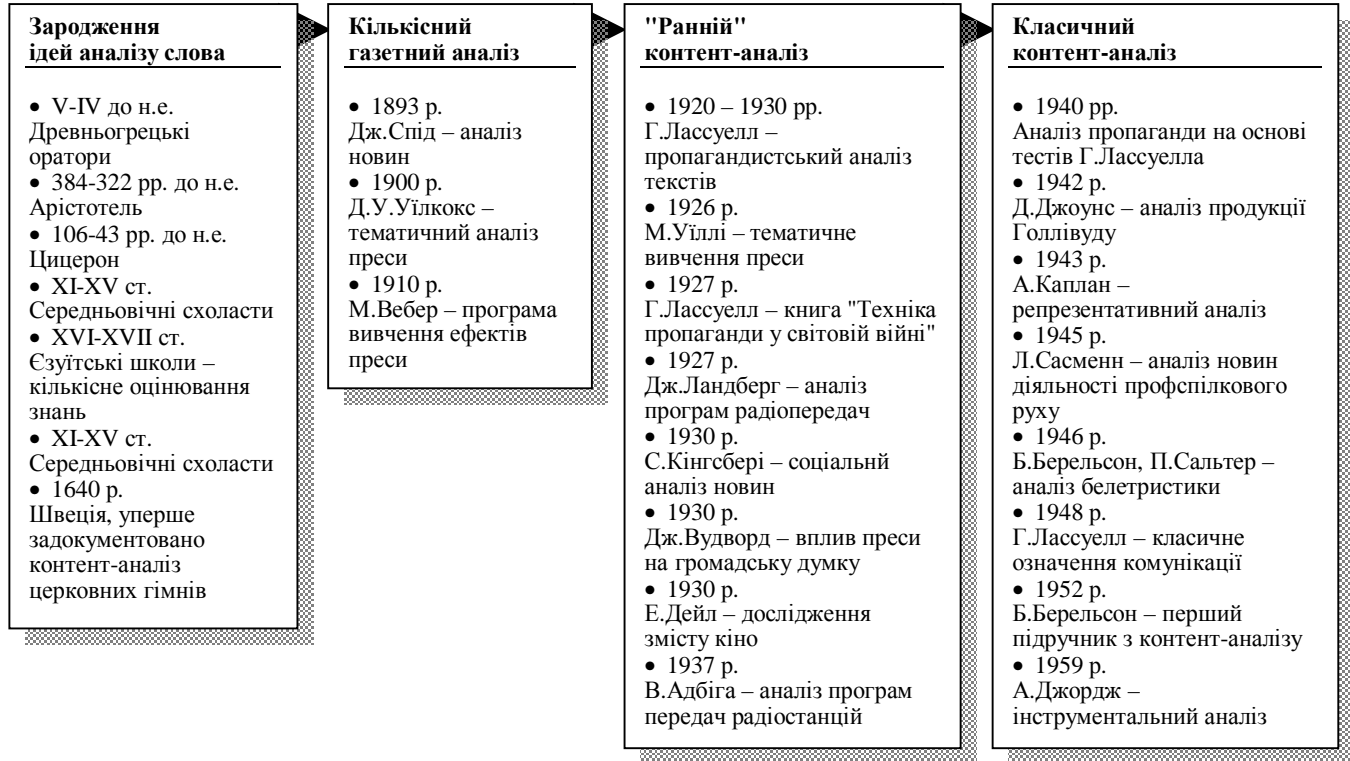 Зародження
ідей аналізу слова
• V-IV до н.е.
Древньогрецькі
оратори
• 384-322 рр. до н.е.
Арістотель
• 106-43 рр. до н.е.
Цицерон
• XI-XV ст.
Середньовічні схоласти
• XVI-XVII ст.
Єзуїтські школи –
кількісне оцінювання
знань
• XI-XV ст.
Середньовічні схоласти
• 1640 р.
Швеція, уперше
задокументовано
контент-аналіз
церковних гімнів
Кількісний
газетний аналіз
• 1893 р.
Дж.Спід – аналіз
новин
• 1900 р.
Д.У.Уїлкокс –
тематичний аналіз
преси
• 1910 р.
М.Вебер – програма
вивчення ефектів
преси
"Ранній"
контент-аналіз
• 1920 – 1930 рр.
Г.Лассуелл –
пропагандистський аналіз
текстів
• 1926 р.
М.Уїллі – тематичне
вивчення преси
• 1927 р.
Г.Лассуелл – книга "Техніка
пропаганди у світовій війні"
• 1927 р.
Дж.Ландберг – аналіз
програм радіопередач
• 1930 р.
С.Кінгсбері – соціальнй
аналіз новин
• 1930 р.
Дж.Вудворд – вплив преси
на громадську думку
• 1930 р.
Е.Дейл – дослідження
змісту кіно
• 1937 р.
В.Адбіга – аналіз програм
передач радіостанцій
Класичний
контент-аналіз
• 1940 рр.
Аналіз пропаганди на основі
тестів Г.Лассуелла
• 1942 р.
Д.Джоунс – аналіз продукції
Голлівуду
• 1943 р.
А.Каплан –
репрезентативний аналіз
• 1945 р.
Л.Сасменн – аналіз новин
діяльності профспілкового
руху
• 1946 р.
Б.Берельсон, П.Сальтер –
аналіз белетристики
• 1948 р.
Г.Лассуелл – класичне
означення комунікації
• 1952 р.
Б.Берельсон – перший
підручник з контент-аналізу
• 1959 р.
А.Джордж –
інструментальний аналіз